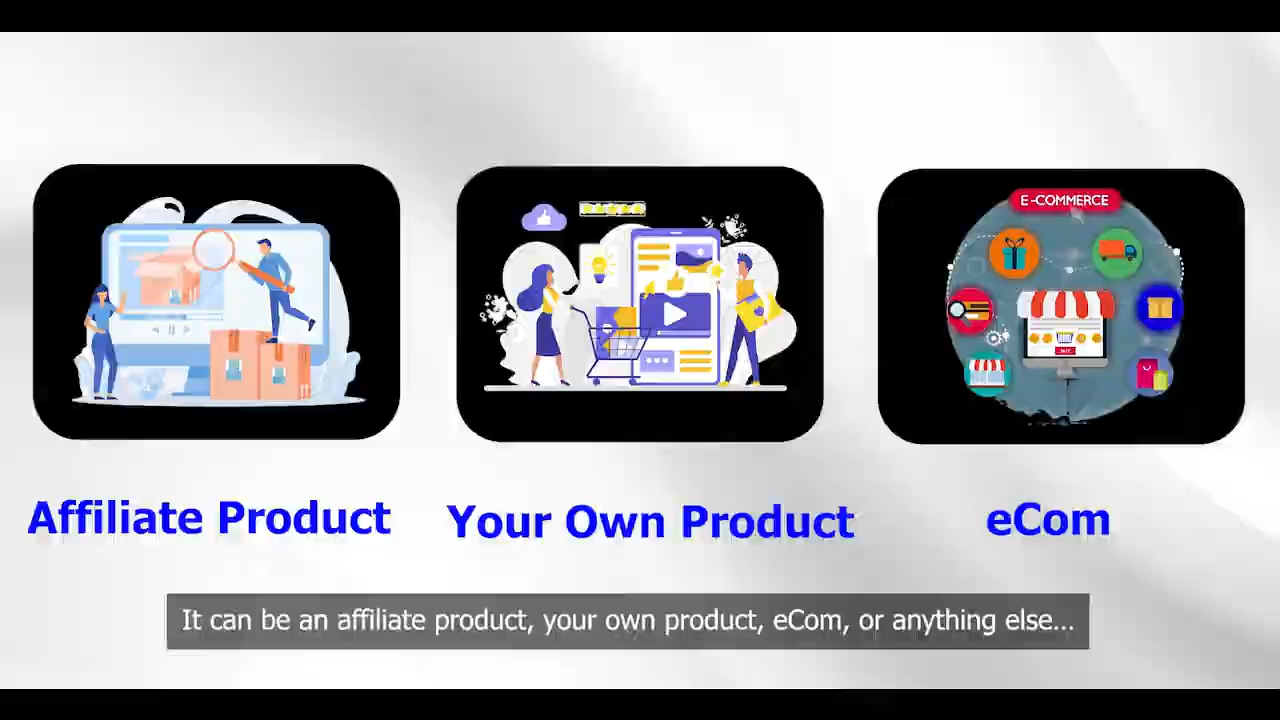 E-COMMERCE
Affiliate Product
Your Own Product
eCom
It can be an affiliate product, your own product, eCom, or anything else...